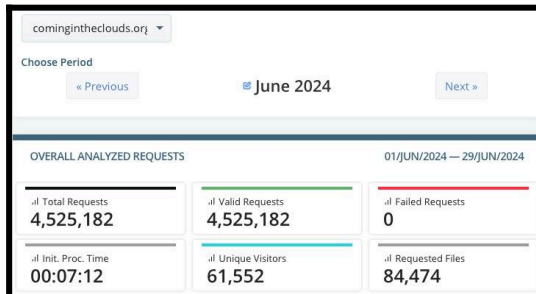 comingintheclouds.org
Choose Period
« Previous
June 2024
Next »
OVERALL ANALYZED REQUESTS
01/JUN/2024 — 29/JUN/2024
Total Requests
Valid Requests
Failed Requests
4,525,182
4,525,182
0
Init. Proc. Time
Unique Visitors
Requested Files
00:07:12
61,552
84,474